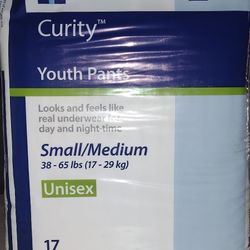 Curity™
Youth Pants
Looks and feels like
real underwear for
day and night-time
Small/Medium
38 - 65 lbs (17 - 29 kg)
Unisex
17